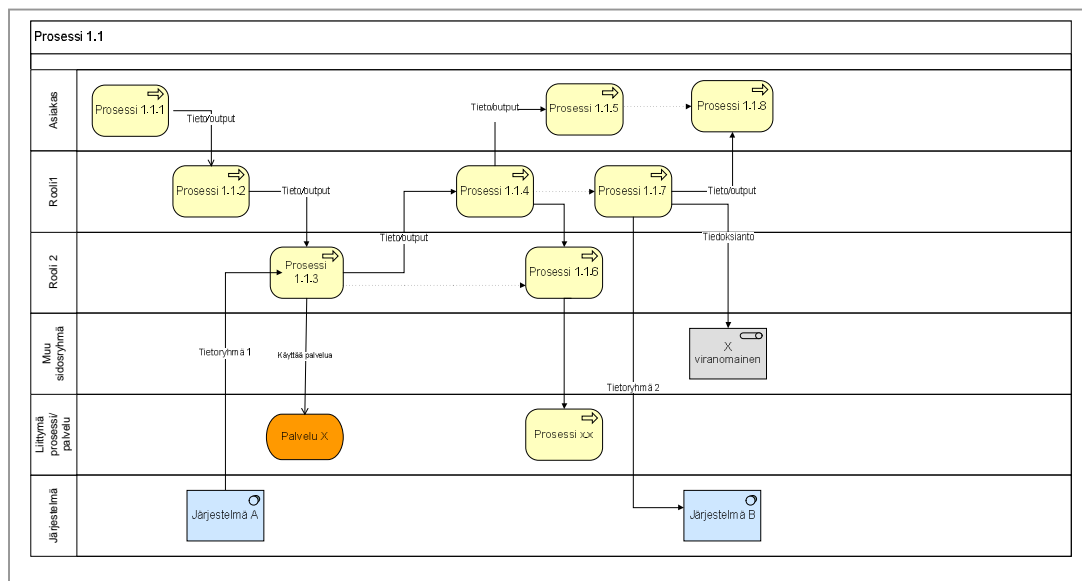 Prosessi 1.1
Asiakas
Prosessi 1.1.1
Tieto/output
Tieto/output
Prosessi 1.1.5
Prosessi 1.1.8
Rooli1
Prosessi 1.1.2
Tieto/output
Prosessi 1.1.4
Prosessi 1.1.7
Tieto/output
Tieto/output
Tiedoksianto
Rooli 2
Prosessi
1.1.3
Prosessi 1.1.6
Muu
sidosryhmä
Tietoryhmä 1
Käyttää palvelua
X
viranomainen
Tietoryhmä 2
Liittymä
prosessi/
palvelu
Palvelu X
Prosessi x.x
Järjestelmä
Järjestelmä A
Järjestelmä B